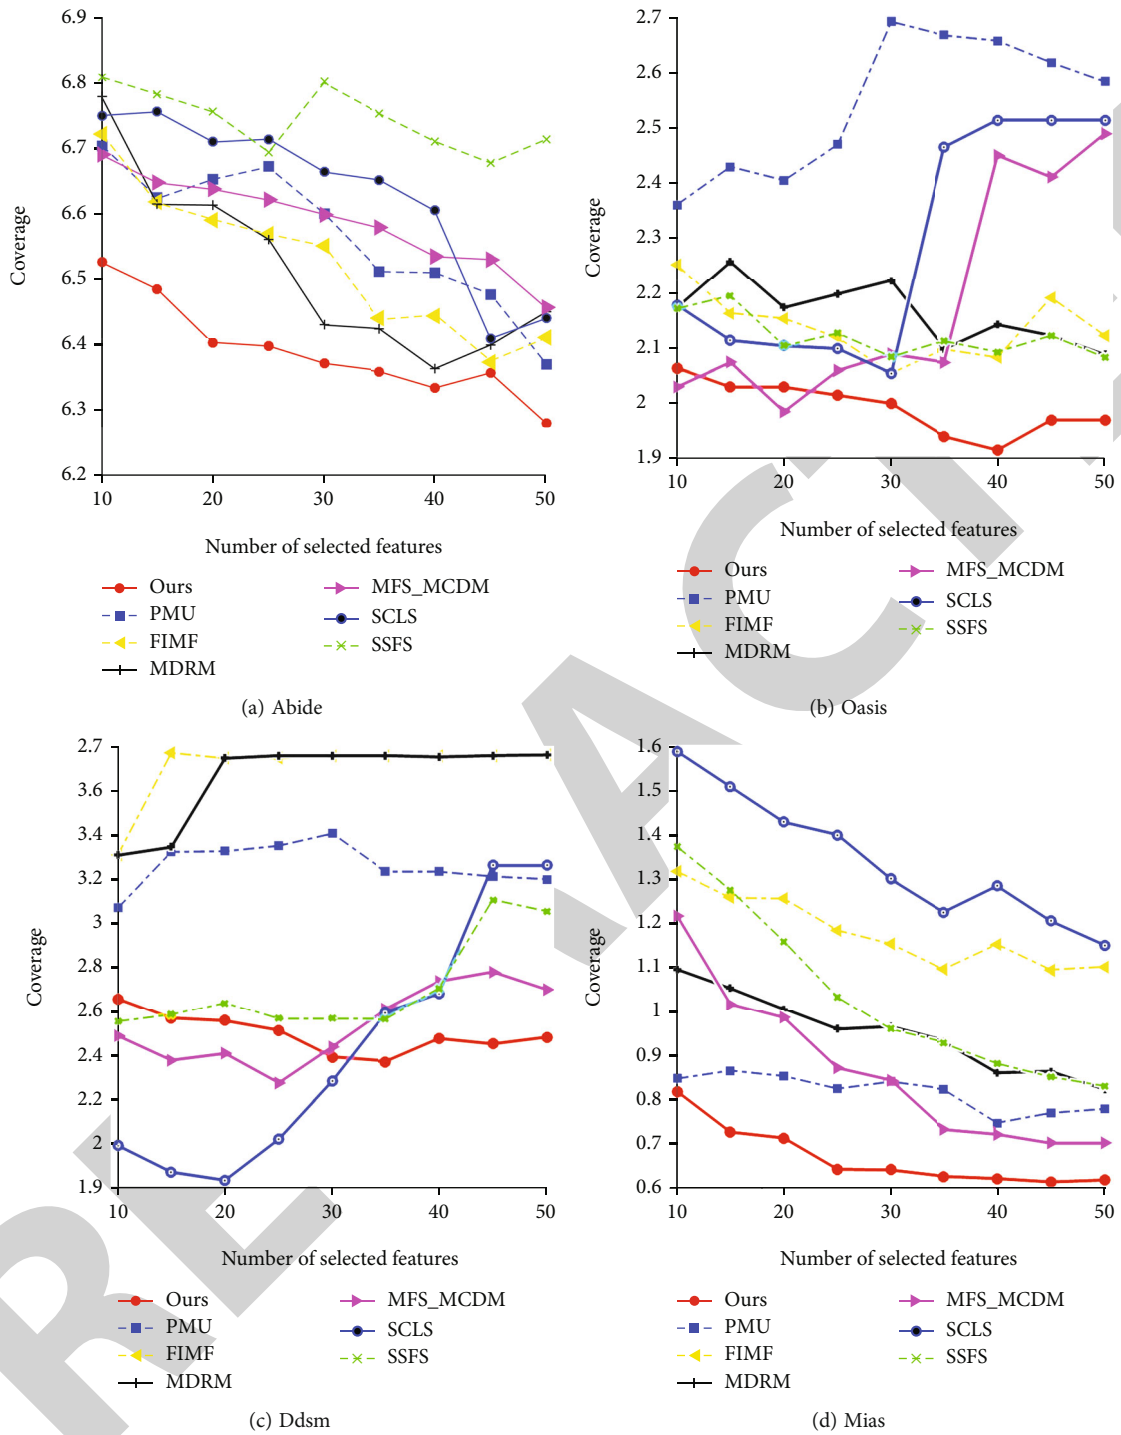 6.9
6.8
6.7
6.6
6.5
6.4
6.3
6.2
Coverage
10 20 30 40 50
Number of selected features
Ours
PMU
FIMF
MDRM
MFS_MCDM
SCLS
SSFS
(a) Abide
2.7
2.6
2.5
2.4
2.3
2.2
2.1
2
1.9
Coverage
10 20 30 40 50
Number of selected features
Ours
PMU
FIMF
MDRM
MFS_MCDM
SCLS
SSFS
(b) Oasis
2.7
3.6
3.4
3.2
3
2.8
2.6
2.4
2.2
2
1.9
Coverage
10 20 30 40 50
Number of selected features
Ours
PMU
FIMF
MDRM
MFS_MCDM
SCLS
SSFS
(c) Ddsm
1.6
1.5
1.4
1.3
1.2
1.1
1
0.9
0.8
0.7
0.6
Coverage
10 20 30 40 50
Number of selected features
Ours
PMU
FIMF
MDRM
MFS_MCDM
SCLS
SSFS
(d) Mias